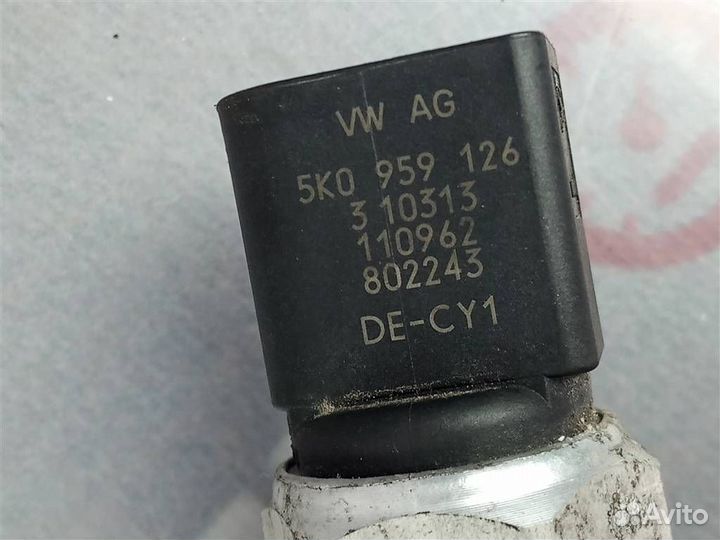 VW AG
5K0 959 126
3 10313
110962
802243
DE-CY1
Avito